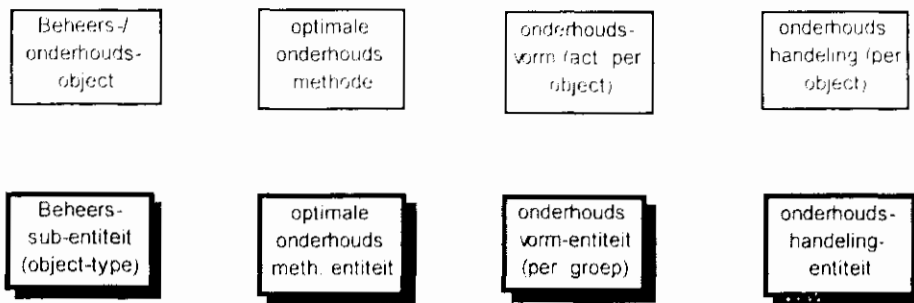 Beheers-/
onderhouds-
object
optimale
onderhouds
methode
onderhouds-
vorm (act. per
object)
onderhouds
handeling (per
object)
Beheers-
sub-entiteit
(object-type)
optimale
onderhouds
meth. entiteit
onderhouds
vorm-entiteit
(per groep)
onderhouds-
handeling-
entiteit